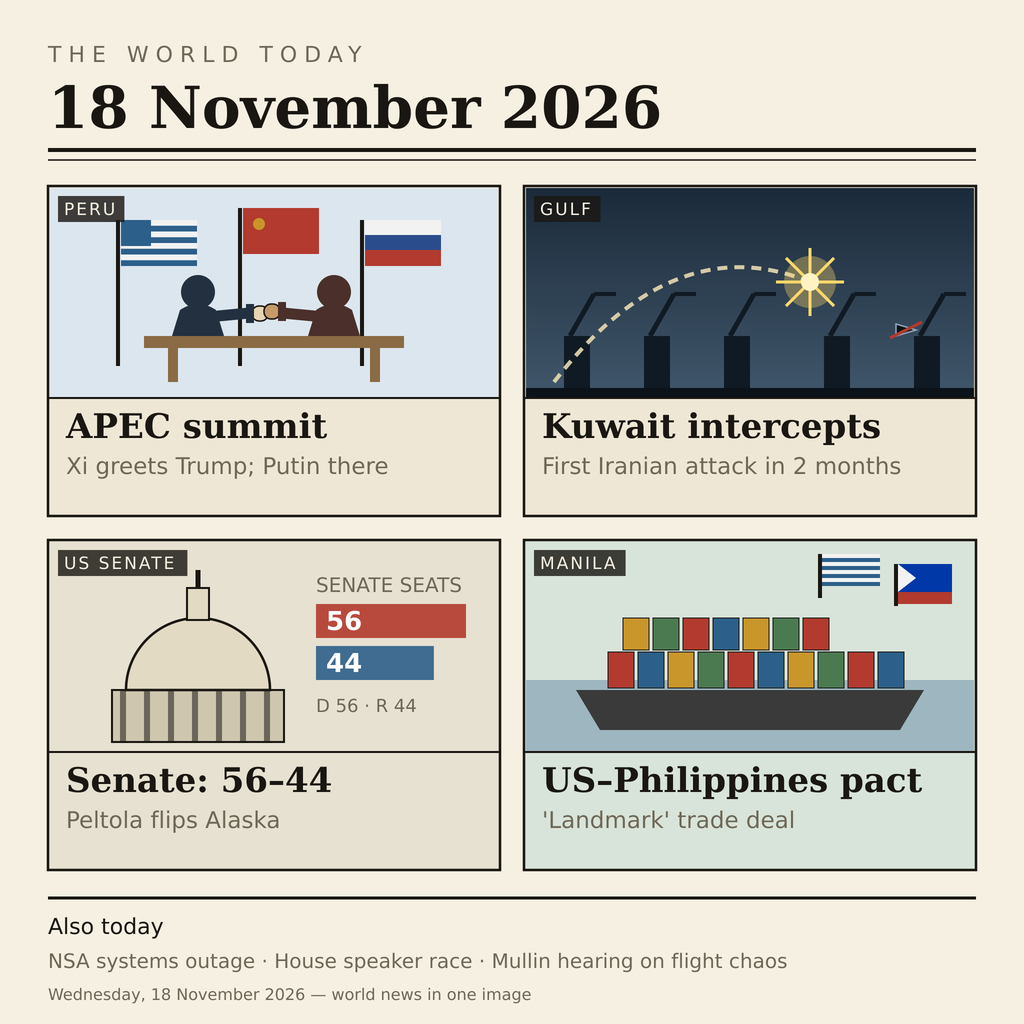 THE WORLD TODAY
18 November 2026
PERU
APEC summit
Xi greets Trump; Putin there
GULF
Kuwait intercepts
First Iranian attack in 2 months
US SENATE
SENATE SEATS
56
44
D 56 · R 44
Senate: 56–44
Peltola flips Alaska
MANILA
US–Philippines pact
'Landmark' trade deal
Also today
NSA systems outage · House speaker race · Mullin hearing on flight chaos
Wednesday, 18 November 2026 — world news in one image